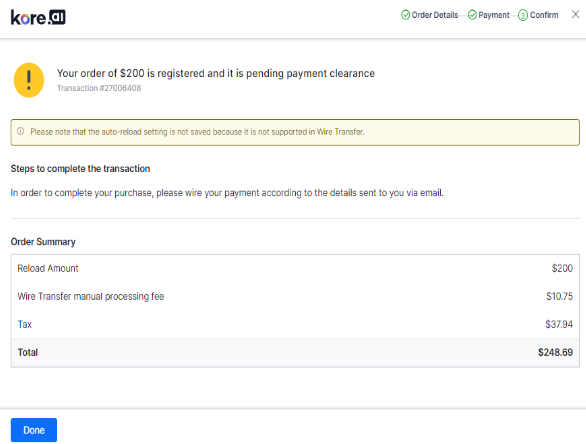 kore.ai
Order Details
Payment
3 Confirm
Your order of $200 is registered and it is pending payment clearance
Transaction #27006408
Please note that the auto-reload setting is not saved because it is not supported in Wire Transfer.
Steps to complete the transaction
In order to complete your purchase, please wire your payment according to the details sent to you via email.
Order Summary
Reload Amount $200
Wire Transfer manual processing fee $10.75
Tax $37.94
Total $248.69
Done